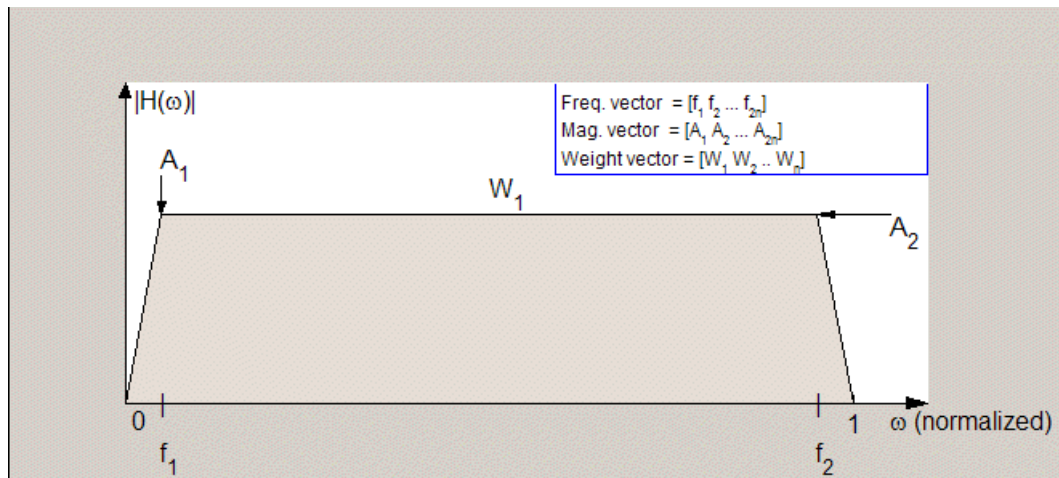 |H(ω)|
Freq. vector = [f₁ f₂ ... f₂ₙ]
Mag. vector = [A₁ A₂ ... A₂ₙ]
Weight vector = [W₁ W₂ .. Wₙ]
A₁
W₁
A₂
0
1
ω (normalized)
f₁
f₂